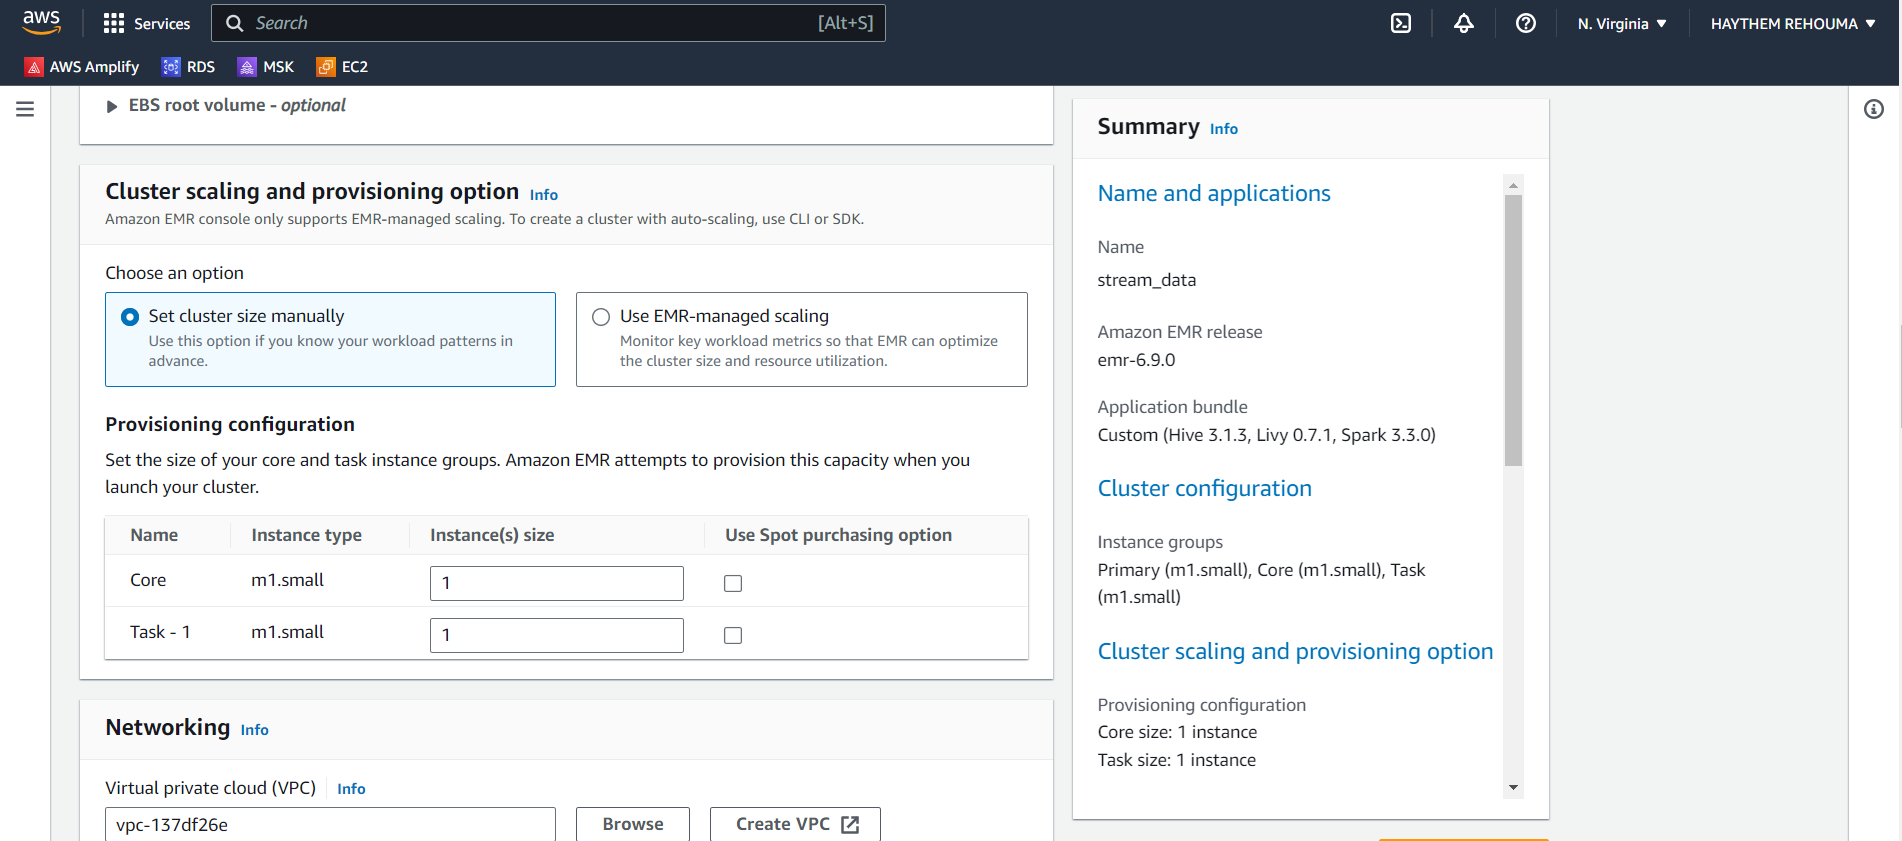 aws
Services
Search
[Alt+S]
N. Virginia
HAYTHEM REHOUMA
AWS Amplify
RDS
MSK
EC2
EBS root volume - optional
Cluster scaling and provisioning option Info
Amazon EMR console only supports EMR-managed scaling. To create a cluster with auto-scaling, use CLI or SDK.
Choose an option
Set cluster size manually
Use this option if you know your workload patterns in
advance.
Use EMR-managed scaling
Monitor key workload metrics so that EMR can optimize
the cluster size and resource utilization.
Provisioning configuration
Set the size of your core and task instance groups. Amazon EMR attempts to provision this capacity when you
launch your cluster.
Name Instance type Instance(s) size Use Spot purchasing option
Core m1.small 1
Task - 1 m1.small 1
Networking Info
Virtual private cloud (VPC) Info
vpc-137df26e
Browse
Create VPC
Summary Info
Name and applications
Name
stream_data
Amazon EMR release
emr-6.9.0
Application bundle
Custom (Hive 3.1.3, Livy 0.7.1, Spark 3.3.0)
Cluster configuration
Instance groups
Primary (m1.small), Core (m1.small), Task
(m1.small)
Cluster scaling and provisioning option
Provisioning configuration
Core size: 1 instance
Task size: 1 instance